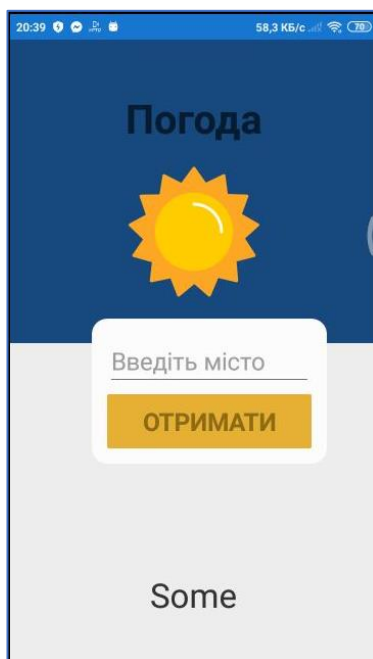 20:39 58,3 КБ/с 70
Погода
Введіть місто
ОТРИМАТИ
Some